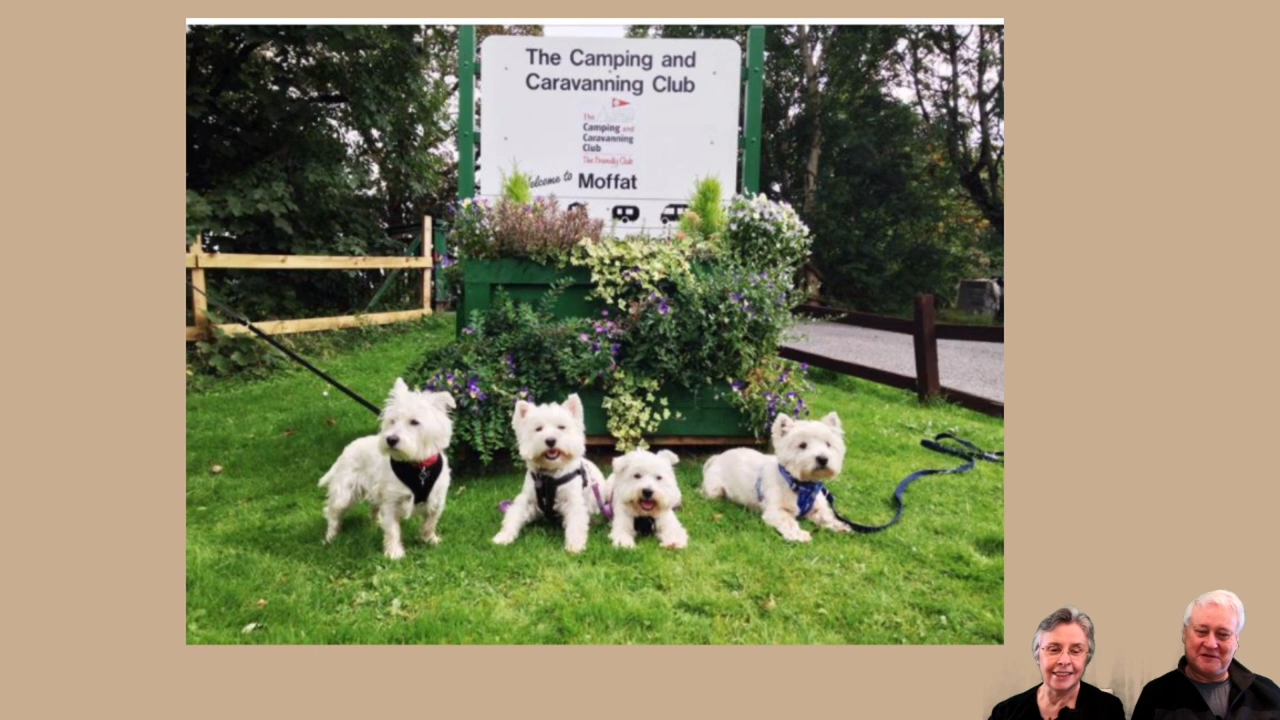 The Camping and
Caravanning Club
The
Camping and
Caravanning
Club
The Friendly Club
Welcome to Moffat